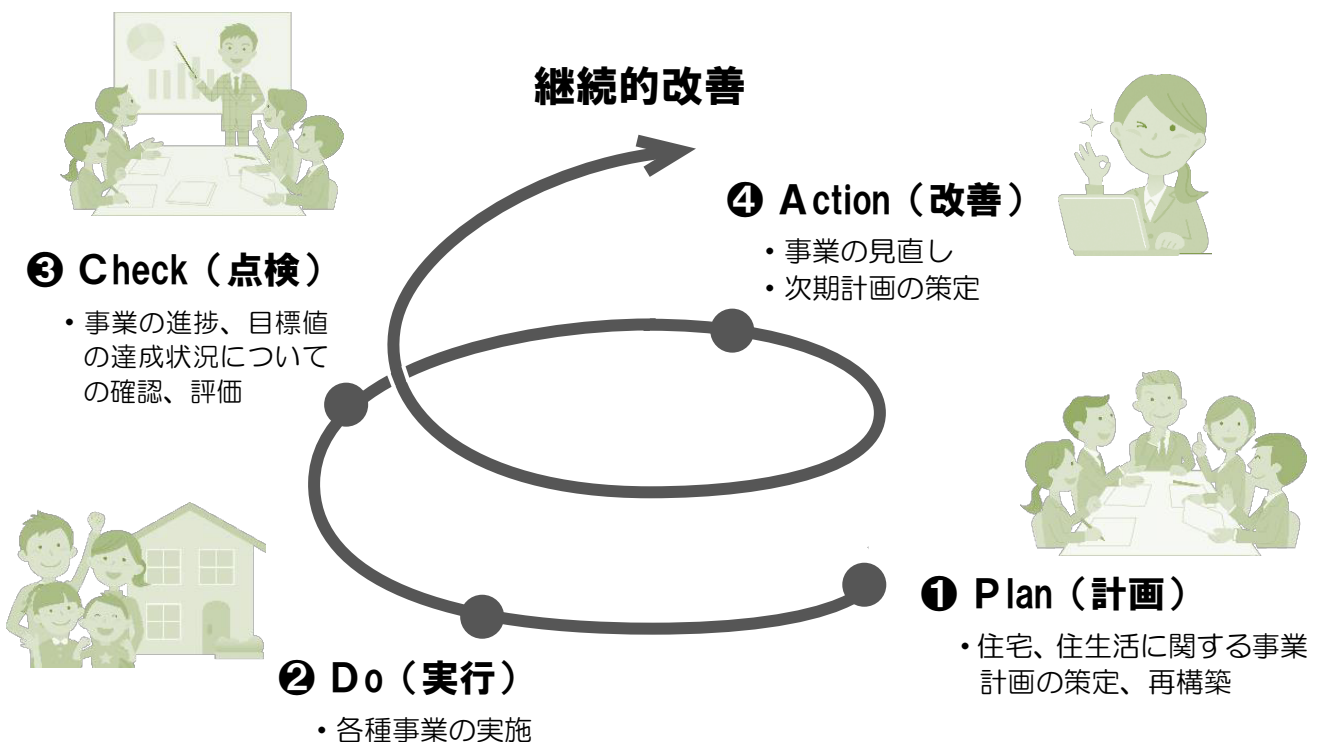 継続的改善
❹ Action（改善）
・事業の見直し
・次期計画の策定
❸ Check（点検）
・事業の進捗、目標値
の達成状況について
の確認、評価
❶ Plan（計画）
・住宅、住生活に関する事業
計画の策定、再構築
❷ Do（実行）
・各種事業の実施